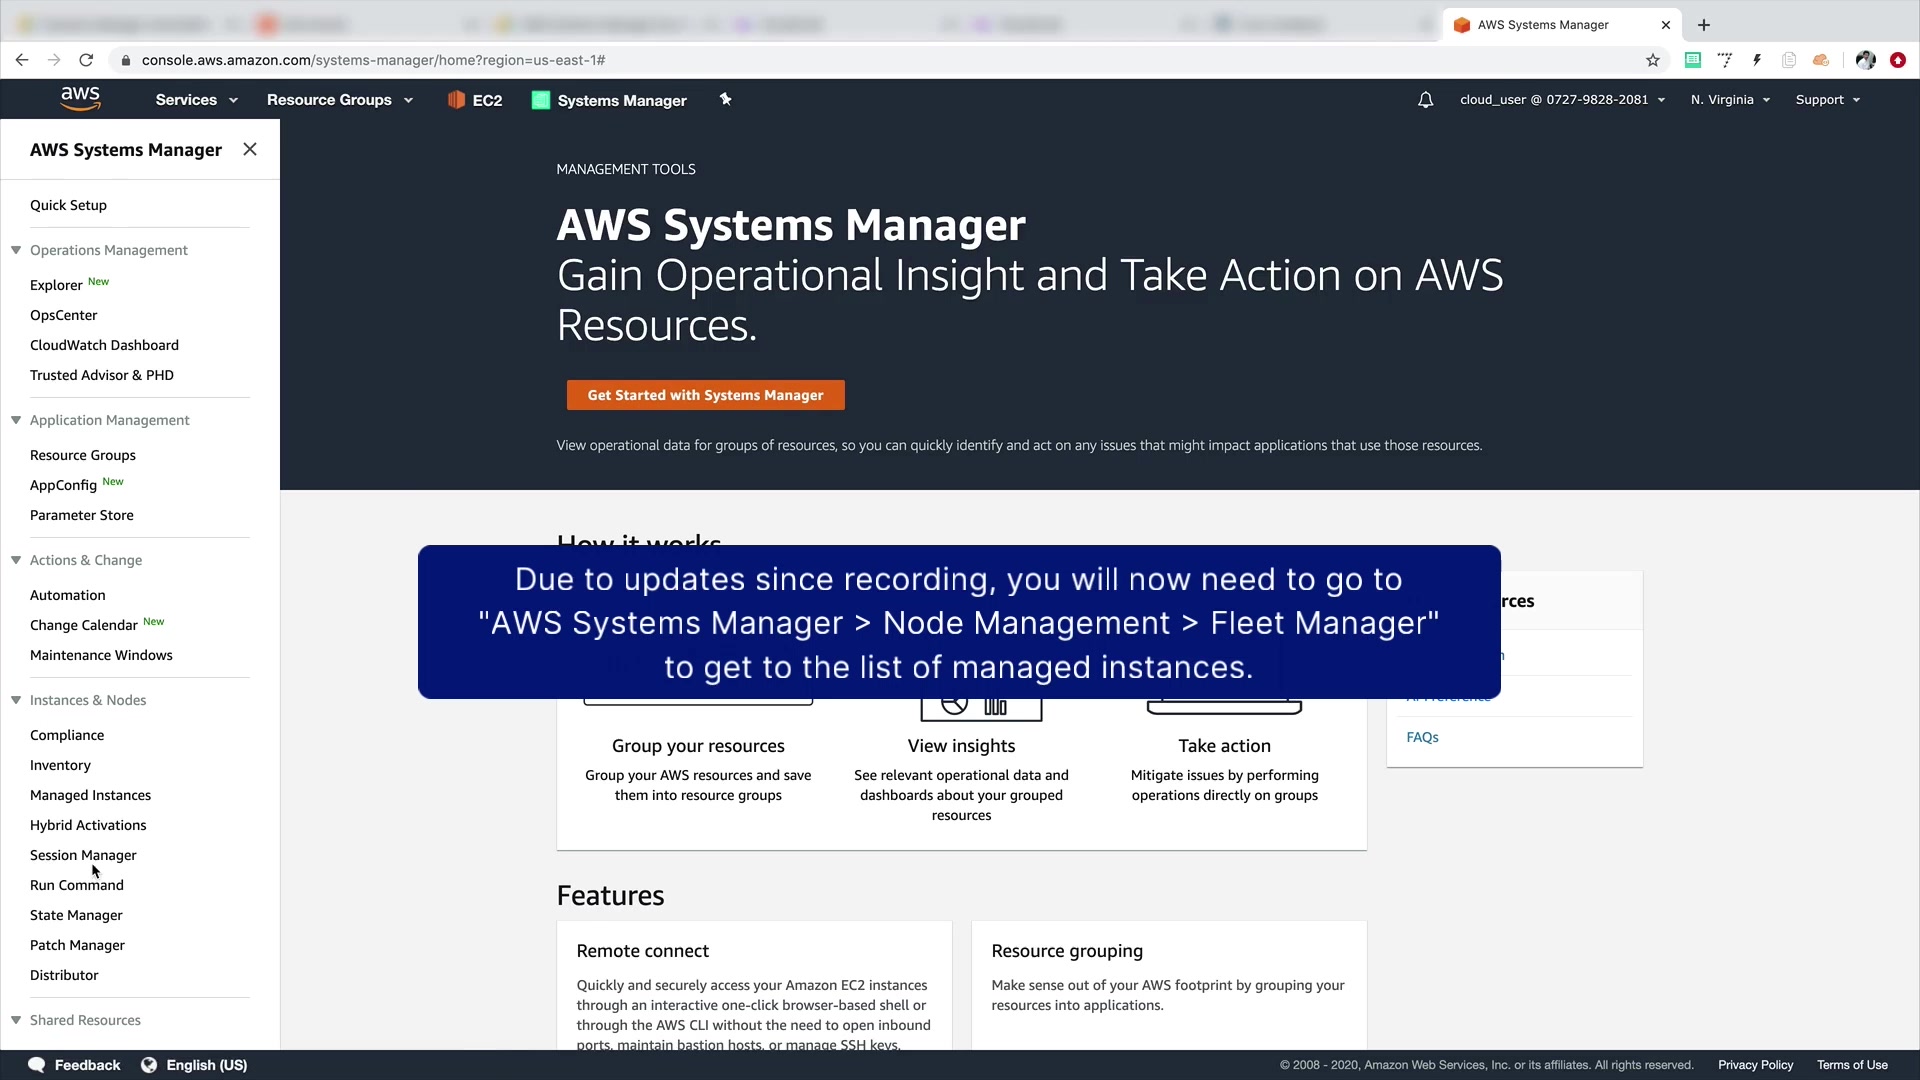 AWS Systems Manager
console.aws.amazon.com/systems-manager/home?region=us-east-1#
aws
Services
Resource Groups
EC2
Systems Manager
cloud_user @ 0727-9828-2081
N. Virginia
Support
AWS Systems Manager
Quick Setup
Operations Management
Explorer New
OpsCenter
CloudWatch Dashboard
Trusted Advisor & PHD
Application Management
Resource Groups
AppConfig New
Parameter Store
Actions & Change
Automation
Change Calendar New
Maintenance Windows
Instances & Nodes
Compliance
Inventory
Managed Instances
Hybrid Activations
Session Manager
Run Command
State Manager
Patch Manager
Distributor
Shared Resources
MANAGEMENT TOOLS
AWS Systems Manager
Gain Operational Insight and Take Action on AWS
Resources.
Get Started with Systems Manager
View operational data for groups of resources, so you can quickly identify and act on any issues that might impact applications that use those resources.
How it works
Due to updates since recording, you will now need to go to
"AWS Systems Manager > Node Management > Fleet Manager"
to get to the list of managed instances.
Group your resources
Group your AWS resources and save
them into resource groups
View insights
See relevant operational data and
dashboards about your grouped
resources
Take action
Mitigate issues by performing
operations directly on groups
FAQs
Features
Remote connect
Quickly and securely access your Amazon EC2 instances
through an interactive one-click browser-based shell or
through the AWS CLI without the need to open inbound
ports, maintain bastion hosts, or manage SSH keys.
Resource grouping
Make sense out of your AWS footprint by grouping your
resources into applications.
Feedback
English (US)
© 2008 - 2020, Amazon Web Services, Inc. or its affiliates. All rights reserved.
Privacy Policy
Terms of Use